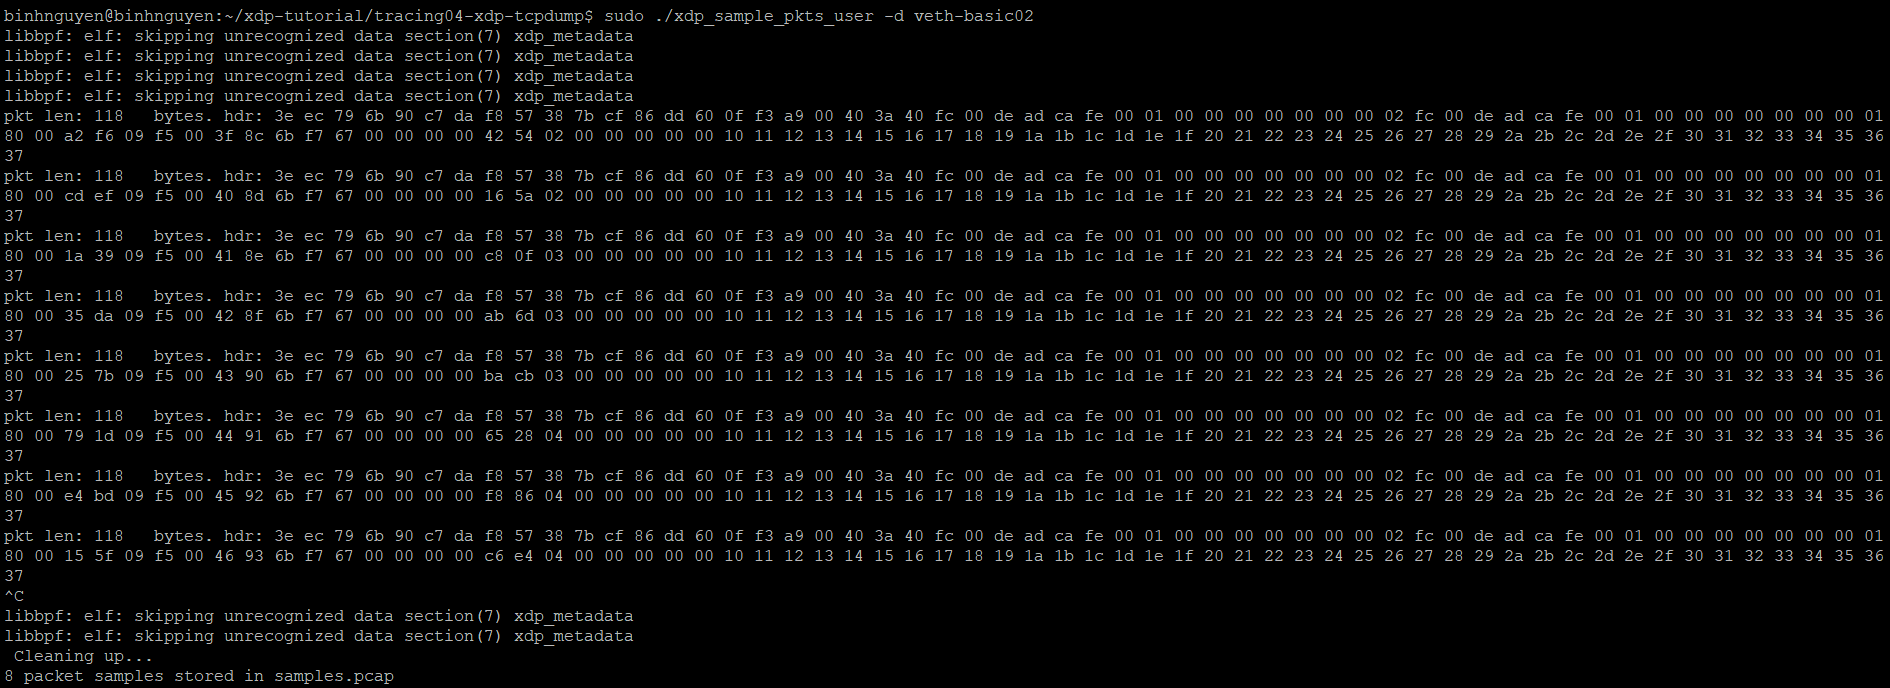 binhnguyen@binhnguyen:~/xdp-tutorial/tracing04-xdp-tcpdump$ sudo ./xdp_sample_pkts_user -d veth-basic02
libbpf: elf: skipping unrecognized data section(7) xdp_metadata
libbpf: elf: skipping unrecognized data section(7) xdp_metadata
libbpf: elf: skipping unrecognized data section(7) xdp_metadata
libbpf: elf: skipping unrecognized data section(7) xdp_metadata
pkt len: 118   bytes. hdr: 3e ec 79 6b 90 c7 da f8 57 38 7b cf 86 dd 60 0f f3 a9 00 40 3a 40 fc 00 de ad ca fe 00 01 00 00 00 00 00 00 00 02 fc 00 de ad ca fe 00 01 00 00 00 00 00 00 00 01
80 00 a2 f6 09 f5 00 3f 8c 6b f7 67 00 00 00 00 42 54 02 00 00 00 00 00 10 11 12 13 14 15 16 17 18 19 1a 1b 1c 1d 1e 1f 20 21 22 23 24 25 26 27 28 29 2a 2b 2c 2d 2e 2f 30 31 32 33 34 35 36
37
pkt len: 118   bytes. hdr: 3e ec 79 6b 90 c7 da f8 57 38 7b cf 86 dd 60 0f f3 a9 00 40 3a 40 fc 00 de ad ca fe 00 01 00 00 00 00 00 00 00 02 fc 00 de ad ca fe 00 01 00 00 00 00 00 00 00 01
80 00 cd ef 09 f5 00 40 8d 6b f7 67 00 00 00 00 16 5a 02 00 00 00 00 00 10 11 12 13 14 15 16 17 18 19 1a 1b 1c 1d 1e 1f 20 21 22 23 24 25 26 27 28 29 2a 2b 2c 2d 2e 2f 30 31 32 33 34 35 36
37
pkt len: 118   bytes. hdr: 3e ec 79 6b 90 c7 da f8 57 38 7b cf 86 dd 60 0f f3 a9 00 40 3a 40 fc 00 de ad ca fe 00 01 00 00 00 00 00 00 00 02 fc 00 de ad ca fe 00 01 00 00 00 00 00 00 00 01
80 00 1a 39 09 f5 00 41 8e 6b f7 67 00 00 00 00 c8 0f 03 00 00 00 00 00 10 11 12 13 14 15 16 17 18 19 1a 1b 1c 1d 1e 1f 20 21 22 23 24 25 26 27 28 29 2a 2b 2c 2d 2e 2f 30 31 32 33 34 35 36
37
pkt len: 118   bytes. hdr: 3e ec 79 6b 90 c7 da f8 57 38 7b cf 86 dd 60 0f f3 a9 00 40 3a 40 fc 00 de ad ca fe 00 01 00 00 00 00 00 00 00 02 fc 00 de ad ca fe 00 01 00 00 00 00 00 00 00 01
80 00 35 da 09 f5 00 42 8f 6b f7 67 00 00 00 00 ab 6d 03 00 00 00 00 00 10 11 12 13 14 15 16 17 18 19 1a 1b 1c 1d 1e 1f 20 21 22 23 24 25 26 27 28 29 2a 2b 2c 2d 2e 2f 30 31 32 33 34 35 36
37
pkt len: 118   bytes. hdr: 3e ec 79 6b 90 c7 da f8 57 38 7b cf 86 dd 60 0f f3 a9 00 40 3a 40 fc 00 de ad ca fe 00 01 00 00 00 00 00 00 00 02 fc 00 de ad ca fe 00 01 00 00 00 00 00 00 00 01
80 00 25 7b 09 f5 00 43 90 6b f7 67 00 00 00 00 ba cb 03 00 00 00 00 00 10 11 12 13 14 15 16 17 18 19 1a 1b 1c 1d 1e 1f 20 21 22 23 24 25 26 27 28 29 2a 2b 2c 2d 2e 2f 30 31 32 33 34 35 36
37
pkt len: 118   bytes. hdr: 3e ec 79 6b 90 c7 da f8 57 38 7b cf 86 dd 60 0f f3 a9 00 40 3a 40 fc 00 de ad ca fe 00 01 00 00 00 00 00 00 00 02 fc 00 de ad ca fe 00 01 00 00 00 00 00 00 00 01
80 00 79 1d 09 f5 00 44 91 6b f7 67 00 00 00 00 65 28 04 00 00 00 00 00 10 11 12 13 14 15 16 17 18 19 1a 1b 1c 1d 1e 1f 20 21 22 23 24 25 26 27 28 29 2a 2b 2c 2d 2e 2f 30 31 32 33 34 35 36
37
pkt len: 118   bytes. hdr: 3e ec 79 6b 90 c7 da f8 57 38 7b cf 86 dd 60 0f f3 a9 00 40 3a 40 fc 00 de ad ca fe 00 01 00 00 00 00 00 00 00 02 fc 00 de ad ca fe 00 01 00 00 00 00 00 00 00 01
80 00 e4 bd 09 f5 00 45 92 6b f7 67 00 00 00 00 f8 86 04 00 00 00 00 00 10 11 12 13 14 15 16 17 18 19 1a 1b 1c 1d 1e 1f 20 21 22 23 24 25 26 27 28 29 2a 2b 2c 2d 2e 2f 30 31 32 33 34 35 36
37
pkt len: 118   bytes. hdr: 3e ec 79 6b 90 c7 da f8 57 38 7b cf 86 dd 60 0f f3 a9 00 40 3a 40 fc 00 de ad ca fe 00 01 00 00 00 00 00 00 00 02 fc 00 de ad ca fe 00 01 00 00 00 00 00 00 00 01
80 00 15 5f 09 f5 00 46 93 6b f7 67 00 00 00 00 c6 e4 04 00 00 00 00 00 10 11 12 13 14 15 16 17 18 19 1a 1b 1c 1d 1e 1f 20 21 22 23 24 25 26 27 28 29 2a 2b 2c 2d 2e 2f 30 31 32 33 34 35 36
37
^C
libbpf: elf: skipping unrecognized data section(7) xdp_metadata
libbpf: elf: skipping unrecognized data section(7) xdp_metadata
 Cleaning up...
8 packet samples stored in samples.pcap